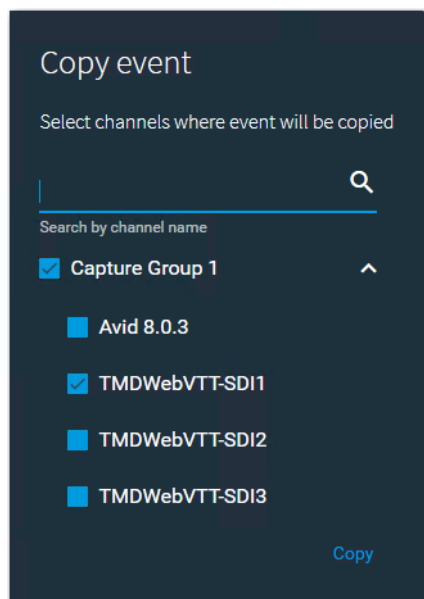 Copy event
Select channels where event will be copied
Search by channel name
Capture Group 1
Avid 8.0.3
TMDWebVTT-SDI1
TMDWebVTT-SDI2
TMDWebVTT-SDI3
Copy